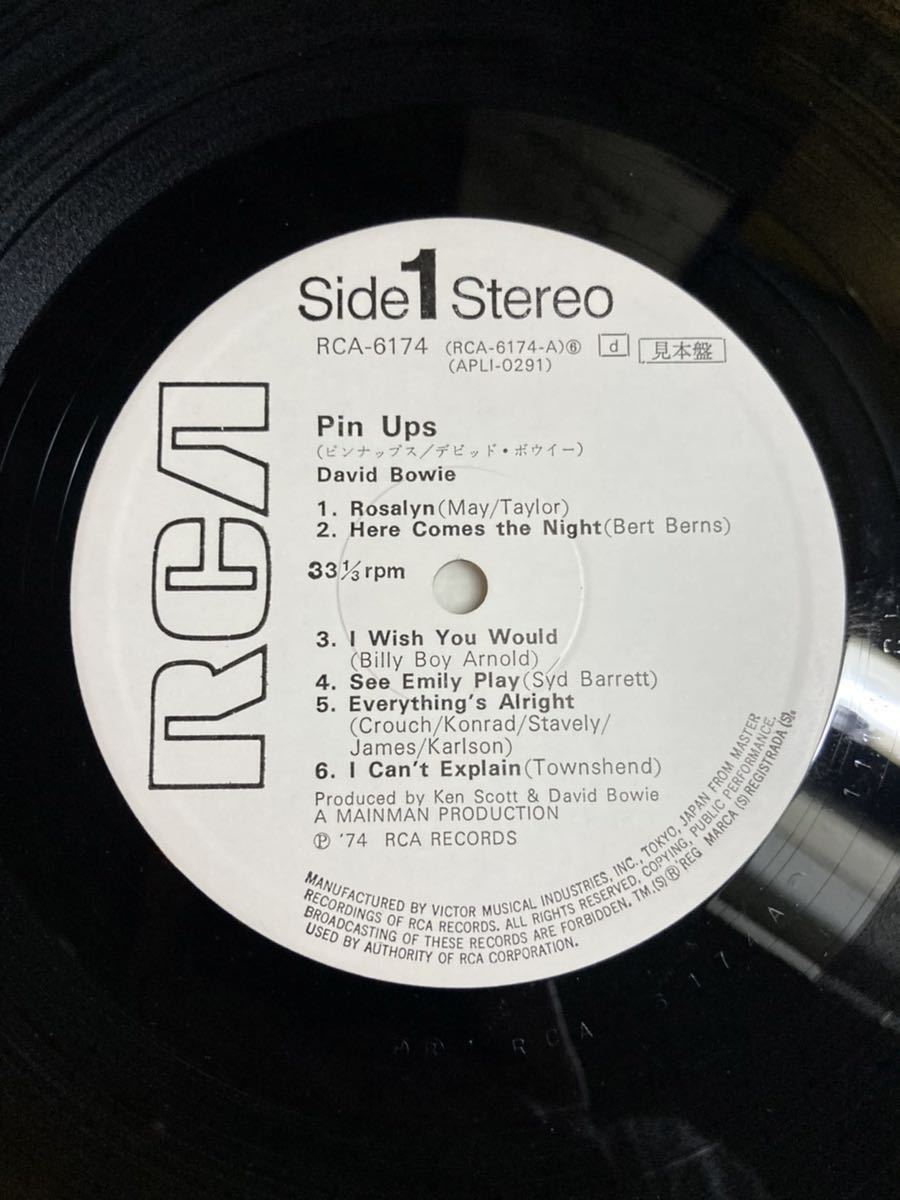 Side 1 Stereo
RCA-6174 (RCA-6174-A)⑥ d 見本盤
(APLI-0291)
RCA
Pin Ups
(ピンナップス/デビッド・ボウイー)
David Bowie
1. Rosalyn(May/Taylor)
2. Here Comes the Night(Bert Berns)
33⅓ rpm
3. I Wish You Would
(Billy Boy Arnold)
4. See Emily Play(Syd Barrett)
5. Everything's Alright
(Crouch/Konrad/Stavely/
James/Karlson)
6. I Can't Explain(Townshend)
Produced by Ken Scott & David Bowie
A MAINMAN PRODUCTION
Ⓟ '74 RCA RECORDS
MANUFACTURED BY VICTOR MUSICAL INDUSTRIES, INC., TOKYO, JAPAN FROM MASTER
RECORDINGS OF RCA RECORDS. ALL RIGHTS RESERVED, COPYING, PUBLIC PERFORMANCE,
BROADCASTING OF THESE RECORDS ARE FORBIDDEN. TM.(S)® REG MARCA (S) REGISTRADA (S).
USED BY AUTHORITY OF RCA CORPORATION.
RCA